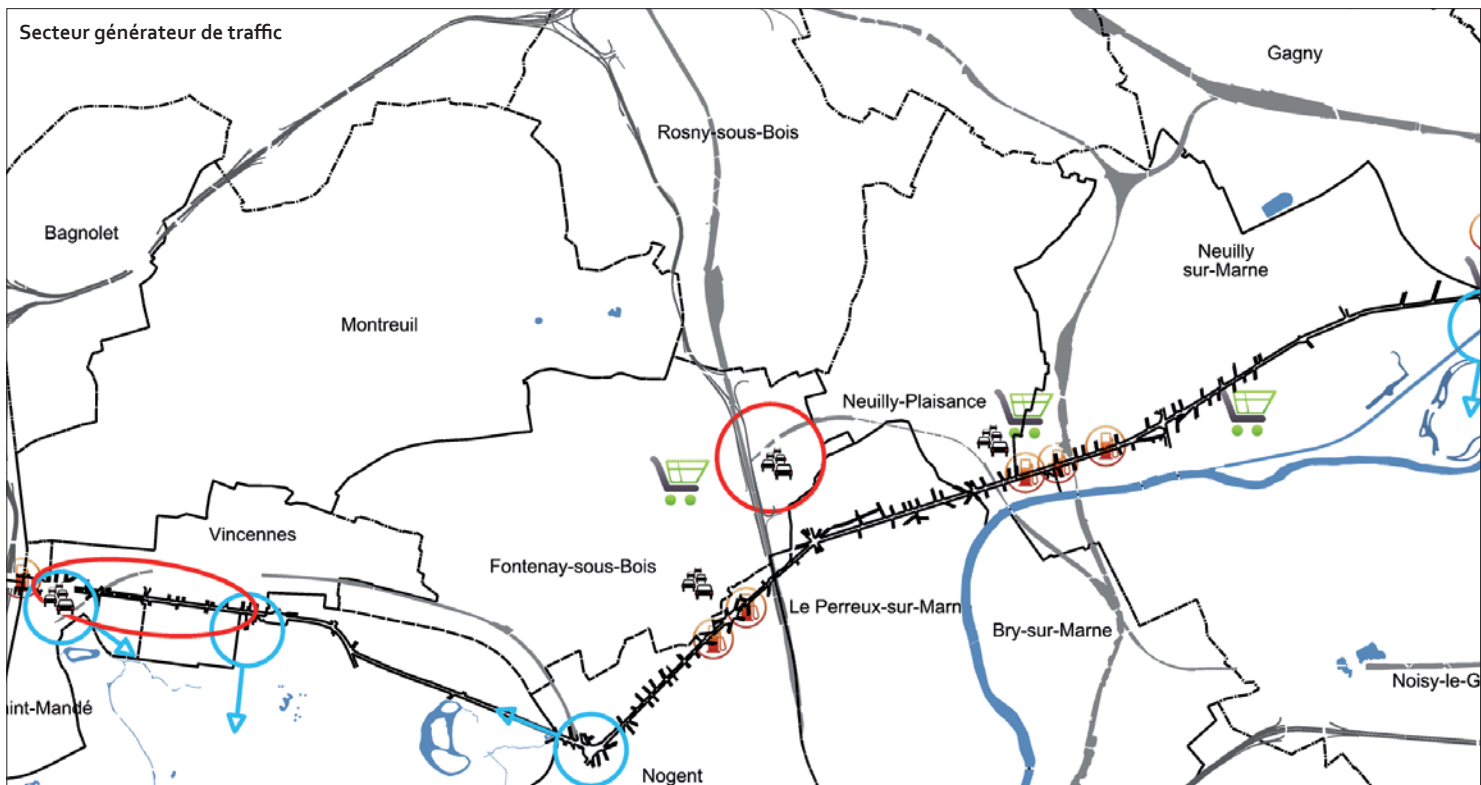 Secteur générateur de traffic
Gagny
Rosny-sous-Bois
Bagnolet
Neuilly
sur-Marne
Montreuil
Neuilly-Plaisance
Vincennes
Fontenay-sous-Bois
Le Perreux-sur-Marn
Bry-sur-Marne
Noisy-le-G
aint-Mandé
Nogent